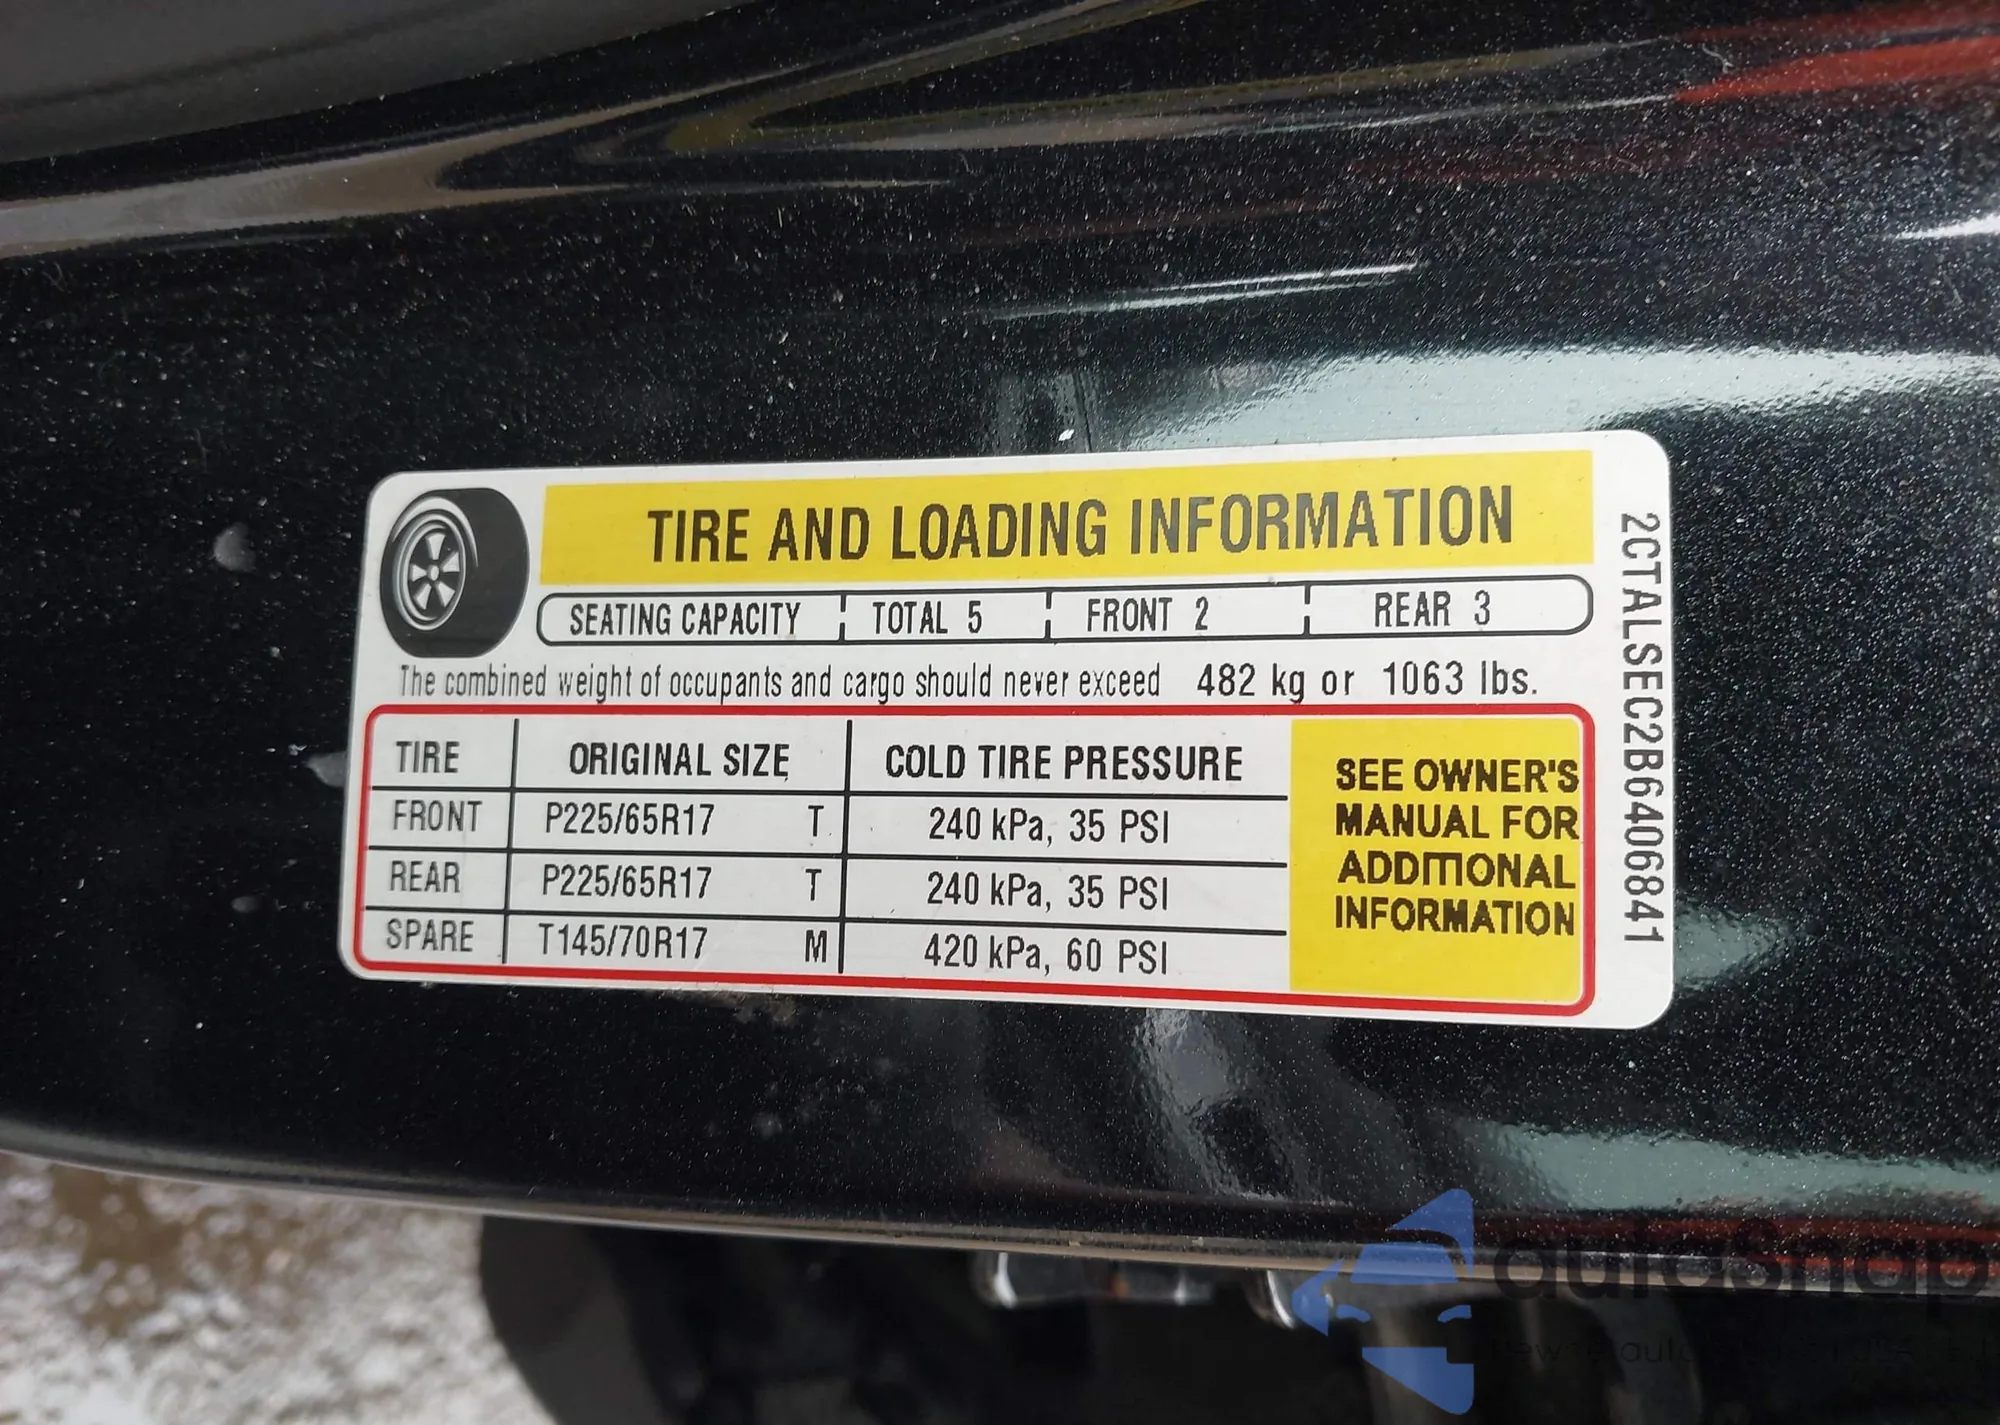 TIRE AND LOADING INFORMATION
SEATING CAPACITY TOTAL 5 FRONT 2 REAR 3
The combined weight of occupants and cargo should never exceed 482 kg or 1063 lbs.
TIRE ORIGINAL SIZE COLD TIRE PRESSURE
FRONT P225/65R17 T 240 kPa, 35 PSI
REAR P225/65R17 T 240 kPa, 35 PSI
SPARE T145/70R17 M 420 kPa, 60 PSI
SEE OWNER'S
MANUAL FOR
ADDITIONAL
INFORMATION
2CTALSEC2B6406841
autosnap